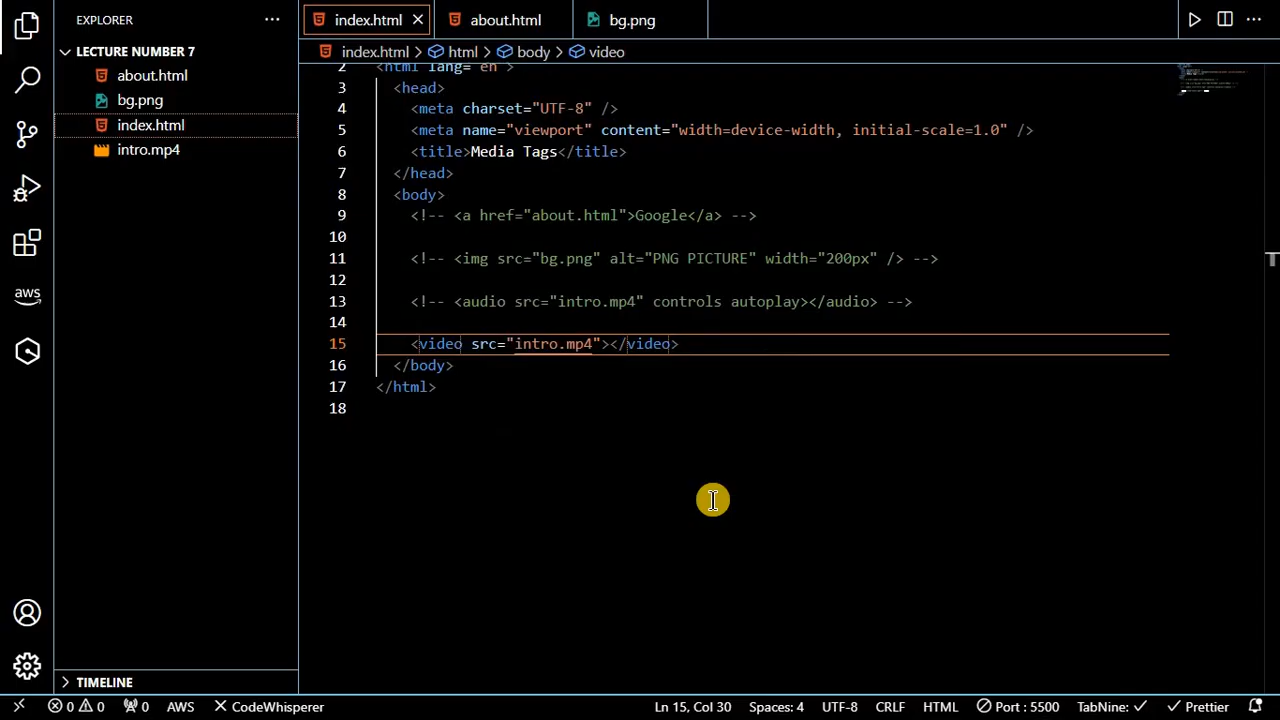 EXPLORER
LECTURE NUMBER 7
about.html
bg.png
index.html
intro.mp4
TIMELINE
index.html
about.html
bg.png
index.html > html > body > video
2 <html lang="en">
3 <head>
4 <meta charset="UTF-8" />
5 <meta name="viewport" content="width=device-width, initial-scale=1.0" />
6 <title>Media Tags</title>
7 </head>
8 <body>
9 <!-- <a href="about.html">Google</a> -->
10
11 <!-- <img src="bg.png" alt="PNG PICTURE" width="200px" /> -->
12
13 <!-- <audio src="intro.mp4" controls autoplay></audio> -->
14
15 <video src="intro.mp4"></video>
16 </body>
17 </html>
18
aws
0 0 0 AWS CodeWhisperer Ln 15, Col 30 Spaces: 4 UTF-8 CRLF HTML Port : 5500 TabNine: Prettier